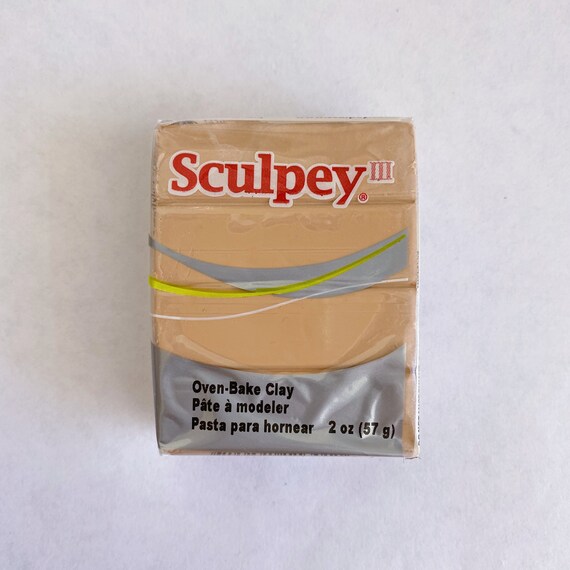 Sculpey III ®
Oven-Bake Clay
Pâte à modeler
Pasta para hornear 2 oz (57 g)